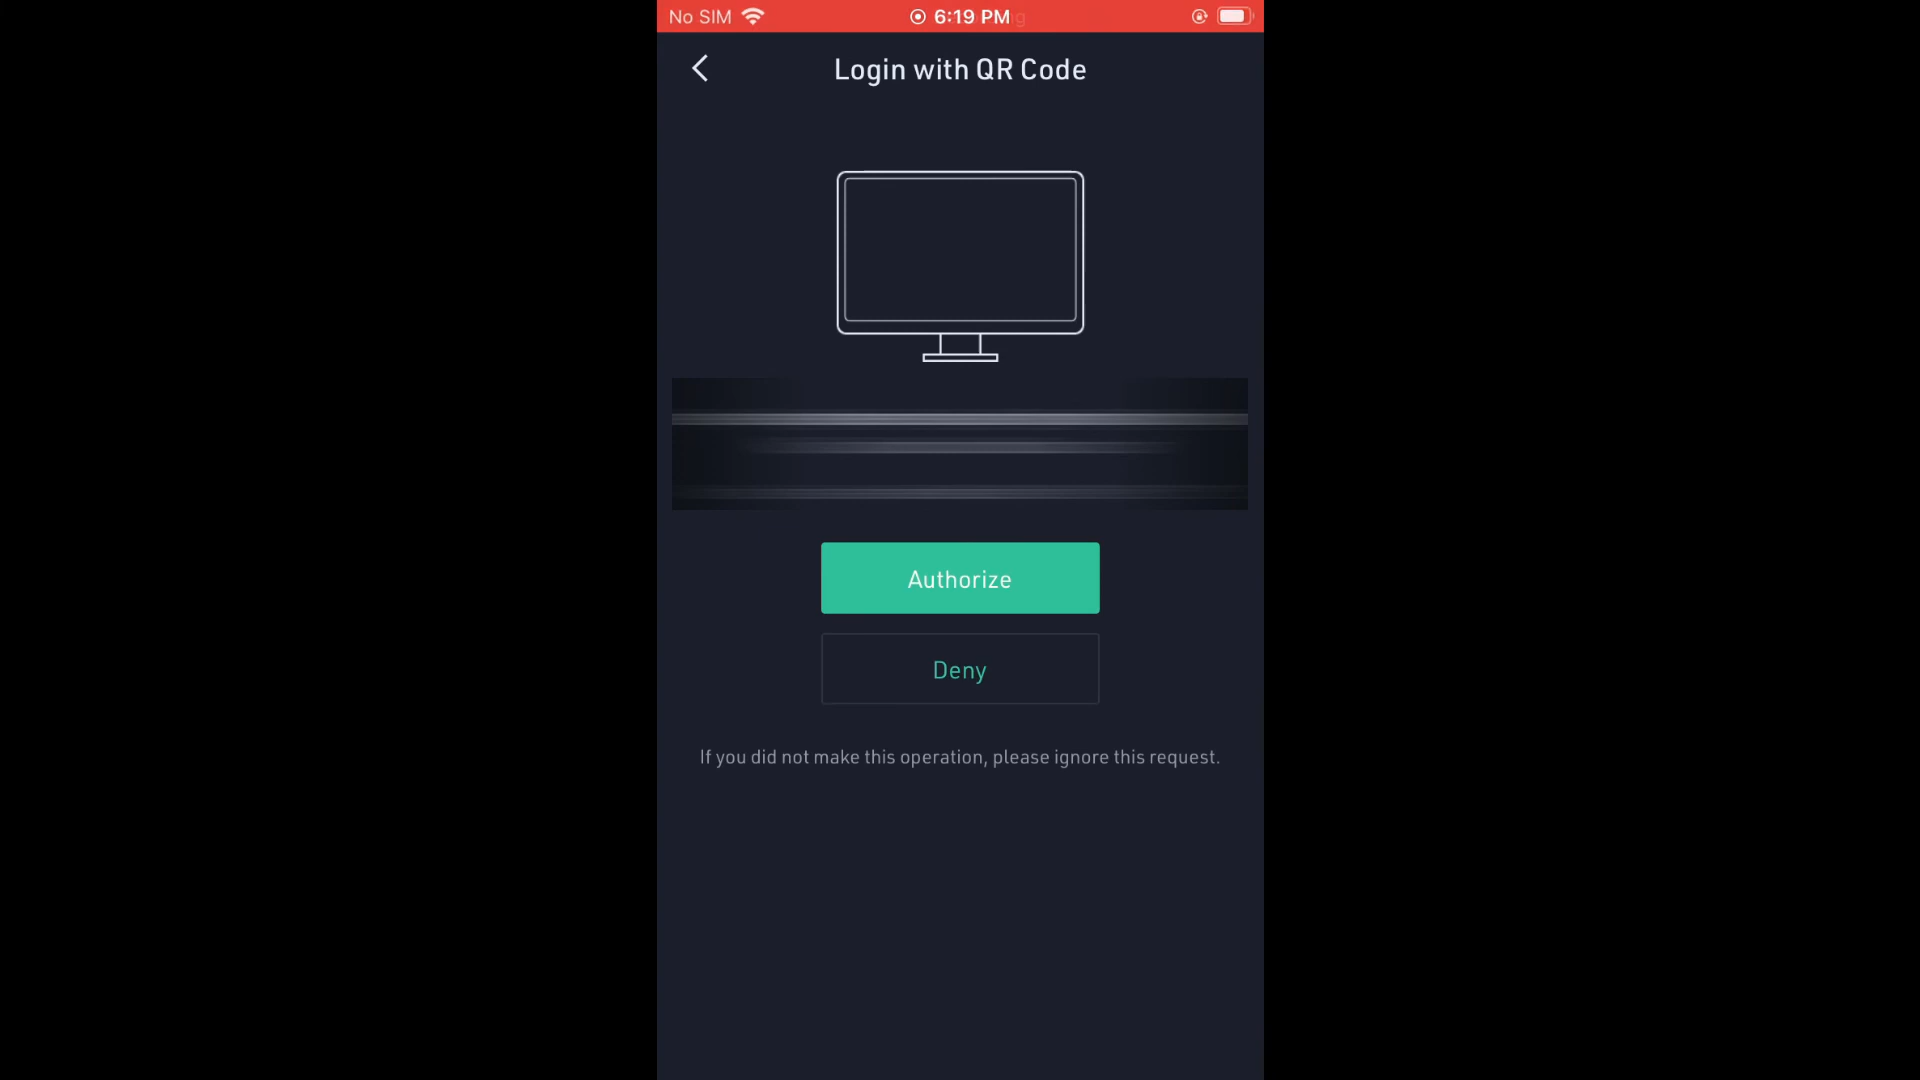 No SIM 6:19 PM
Login with QR Code
Authorize
Deny
If you did not make this operation, please ignore this request.